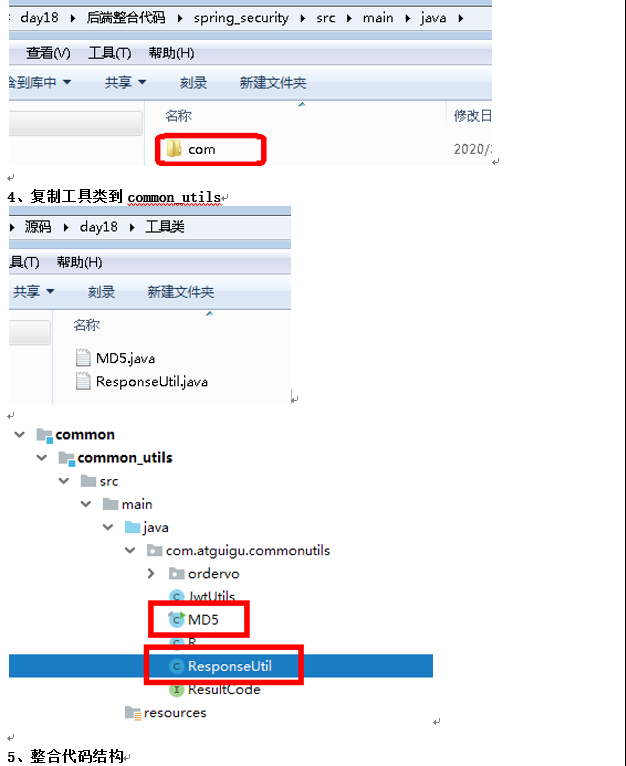 day18 ▸ 后端整合代码 ▸ spring_security ▸ src ▸ main ▸ java ▸
查看(V) 工具(T) 帮助(H)
含到库中 共享 刻录 新建文件夹
名称 修改日
com 2020/
4、复制工具类到 common_utils
源码 ▸ day18 ▸ 工具类
具(T) 帮助(H)
共享 刻录 新建文件夹
名称
MD5.java
ResponseUtil.java
common
common_utils
src
main
java
com.atguigu.commonutils
ordervo
JwtUtils
MD5
R
ResponseUtil
ResultCode
resources
5、整合代码结构